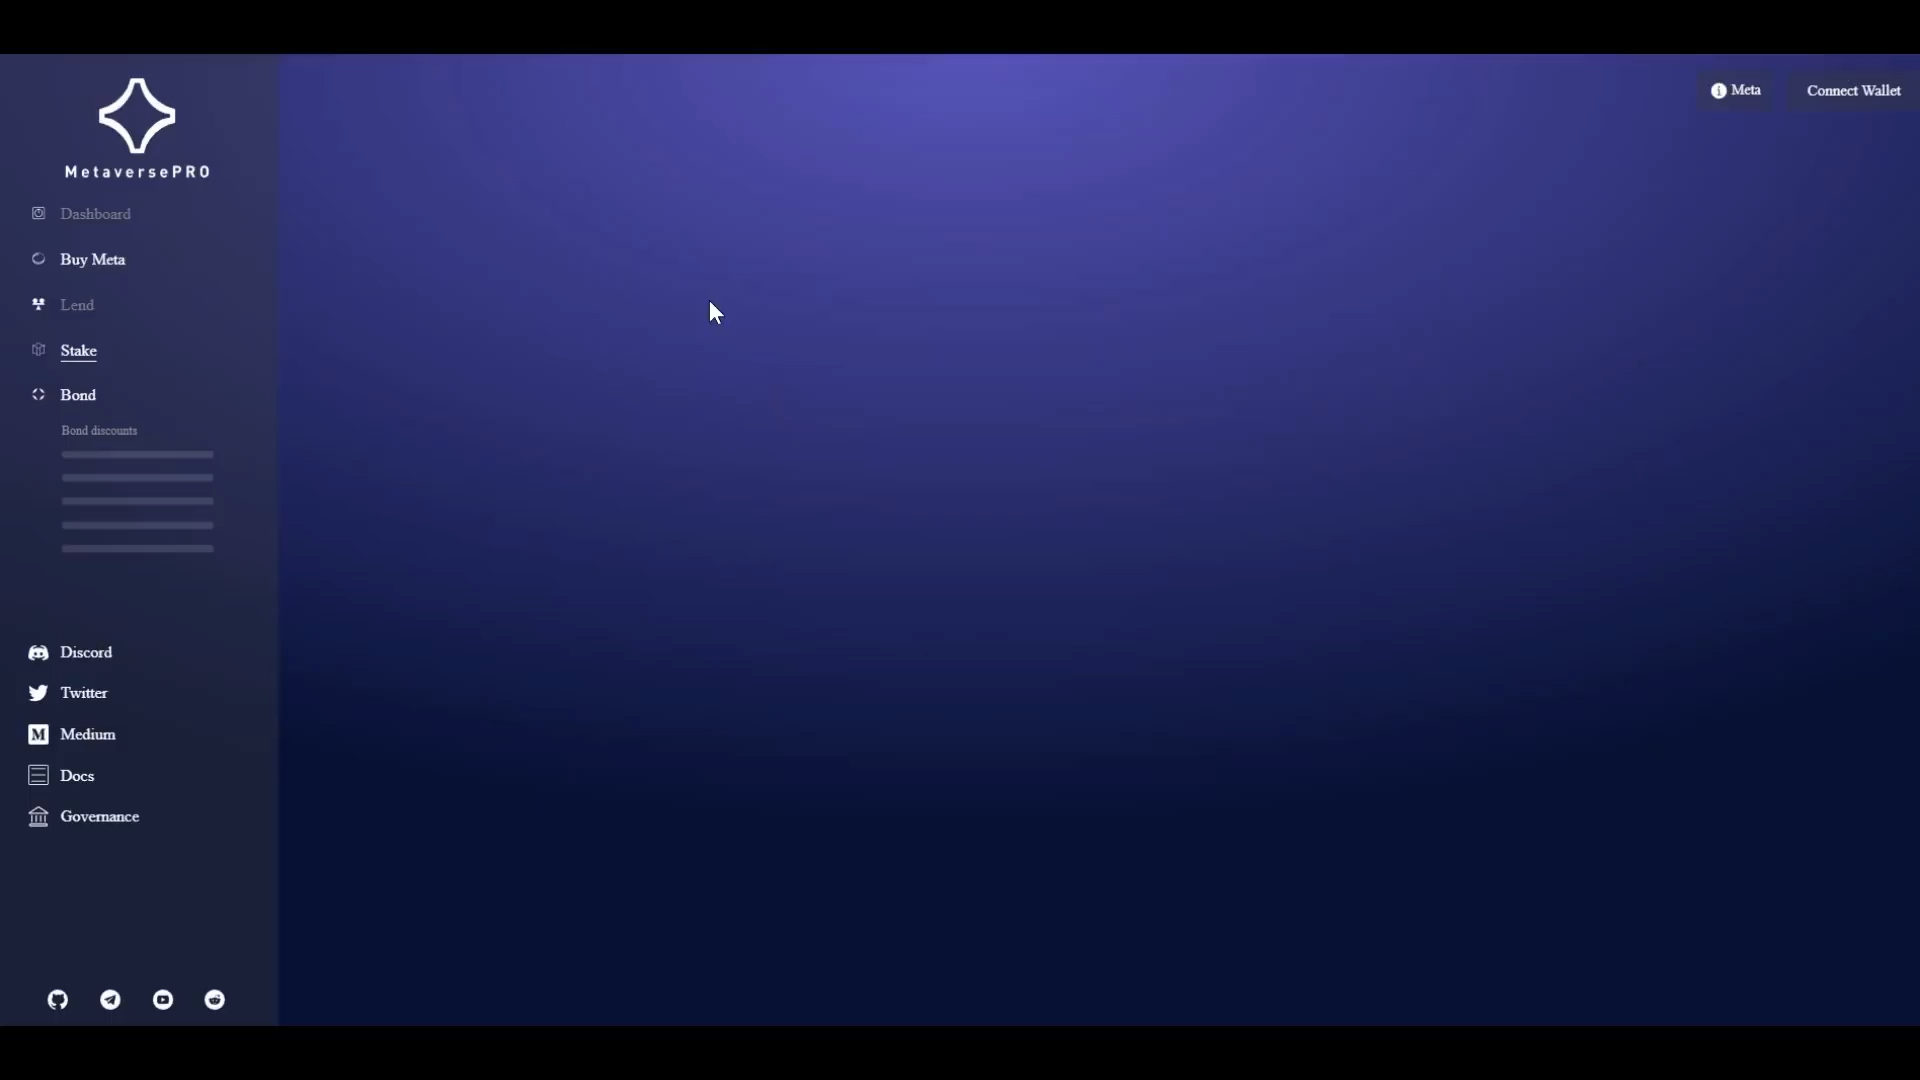 MetaversePRO
Dashboard
Buy Meta
Lend
Stake
Bond
Bond discounts
Discord
Twitter
Medium
Docs
Governance
Meta
Connect Wallet